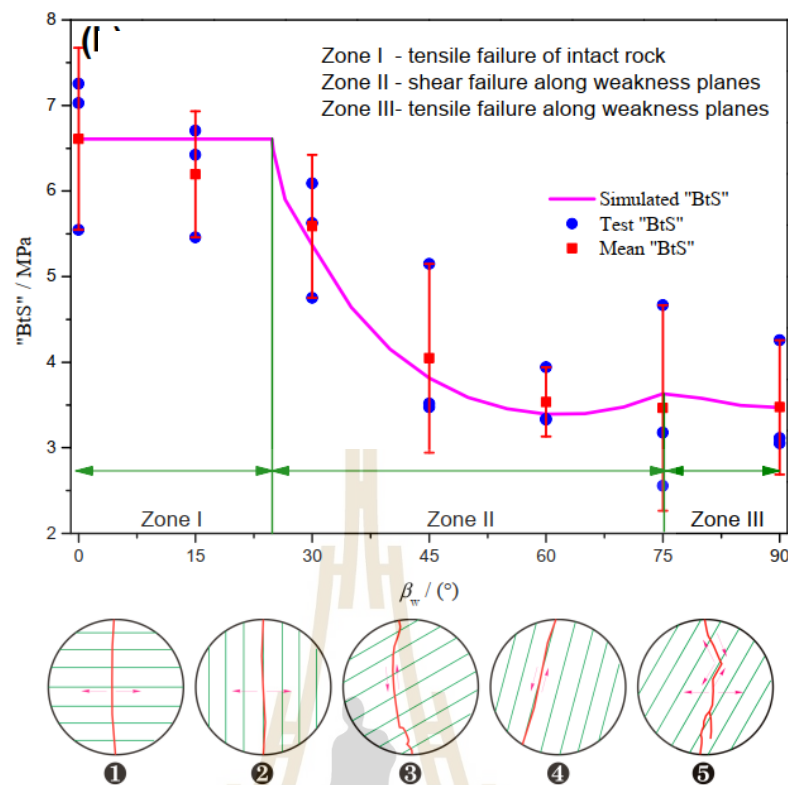 8
Zone I - tensile failure of intact rock
Zone II - shear failure along weakness planes
Zone III- tensile failure along weakness planes
7
Simulated "BtS"
Test "BtS"
Mean "BtS"
6
5
"BtS" / MPa
4
3
Zone I
Zone II
Zone III
2
0
15
30
45
60
75
90
β_w / (°)
❶
❷
❸
❹
❺